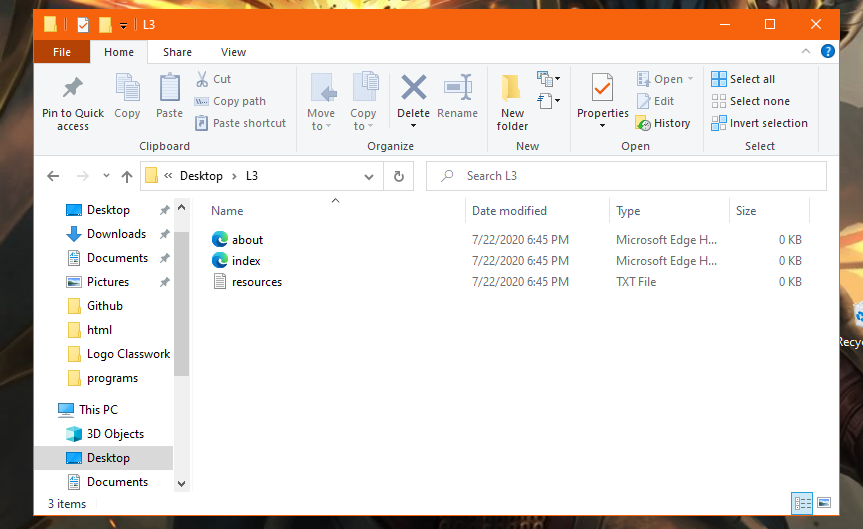 L3
File Home Share View
Pin to Quick access
Copy
Paste
Cut
Copy path
Paste shortcut
Clipboard
Move to
Copy to
Delete
Rename
Organize
New folder
New
Properties
Open
Edit
History
Open
Select all
Select none
Invert selection
Select
« Desktop › L3
Search L3
Desktop
Downloads
Documents
Pictures
Github
html
Logo Classwork
programs
This PC
3D Objects
Desktop
Documents
Name Date modified Type Size
about 7/22/2020 6:45 PM Microsoft Edge H... 0 KB
index 7/22/2020 6:45 PM Microsoft Edge H... 0 KB
resources 7/22/2020 6:45 PM TXT File 0 KB
3 items